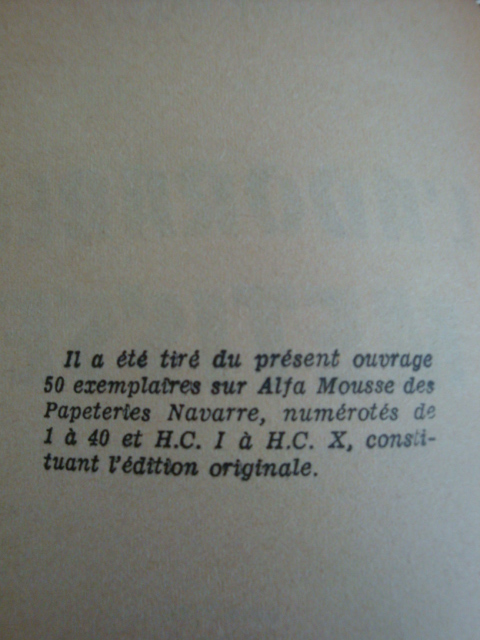 Il a été tiré du présent ouvrage
50 exemplaires sur Alfa Mousse des
Papeteries Navarre, numérotés de
1 à 40 et H.C. I à H.C. X, consti-
tuant l'édition originale.